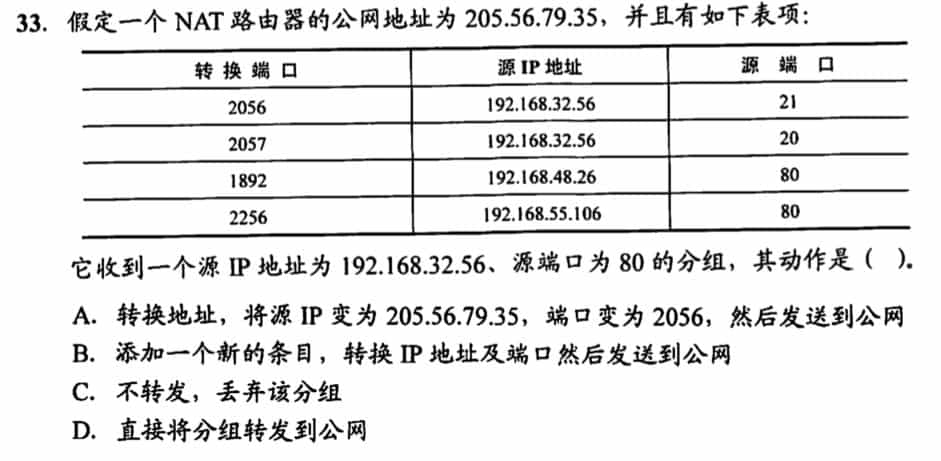 33. 假定一个 NAT 路由器的公网地址为 205.56.79.35，并且有如下表项：
转换端口 源 IP 地址 源端口
2056 192.168.32.56 21
2057 192.168.32.56 20
1892 192.168.48.26 80
2256 192.168.55.106 80
它收到一个源 IP 地址为 192.168.32.56、源端口为 80 的分组，其动作是（ ）。
A. 转换地址，将源 IP 变为 205.56.79.35，端口变为 2056，然后发送到公网
B. 添加一个新的条目，转换 IP 地址及端口然后发送到公网
C. 不转发，丢弃该分组
D. 直接将分组转发到公网